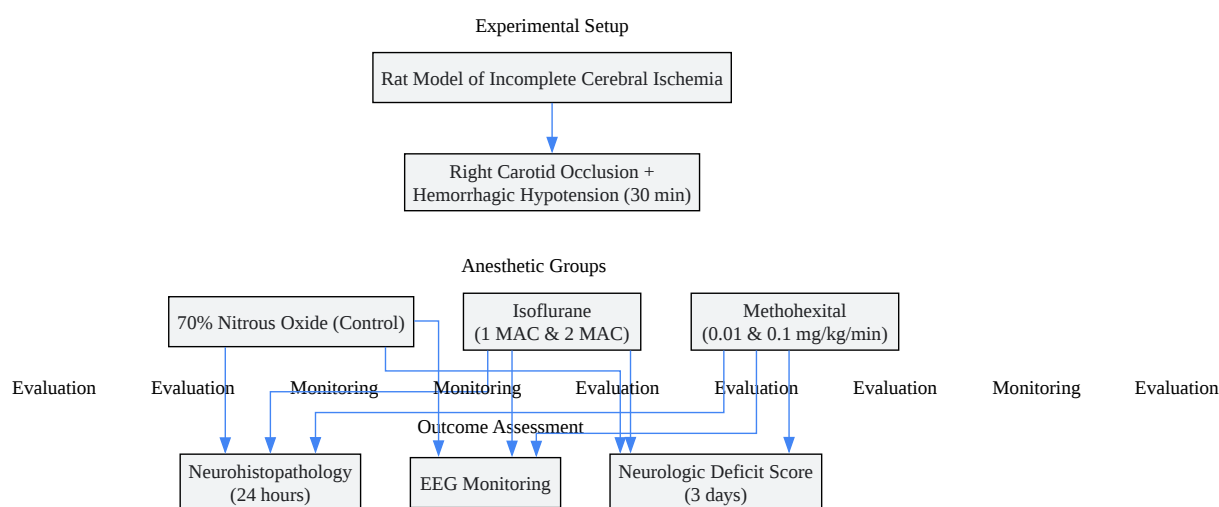 Experimental Setup
Rat Model of Incomplete Cerebral Ischemia
Right Carotid Occlusion +
Hemorrhagic Hypotension (30 min)
Anesthetic Groups
70% Nitrous Oxide (Control)
Isoflurane
(1 MAC & 2 MAC)
Methohexital
(0.01 & 0.1 mg/kg/min)
Evaluation
Evaluation
Monitoring
Monitoring
Evaluation
Evaluation
Evaluation
Monitoring
Evaluation
Outcome Assessment
Neurohistopathology
(24 hours)
EEG Monitoring
Neurologic Deficit Score
(3 days)